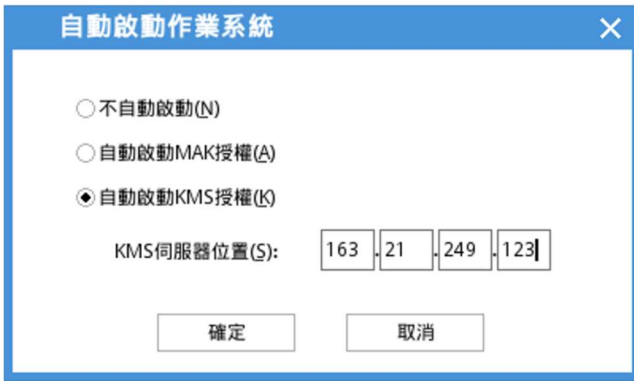 自動啟動作業系統
不自動啟動(N)
自動啟動MAK授權(A)
自動啟動KMS授權(K)
KMS伺服器位置(S): 163.21.249.123
確定 取消